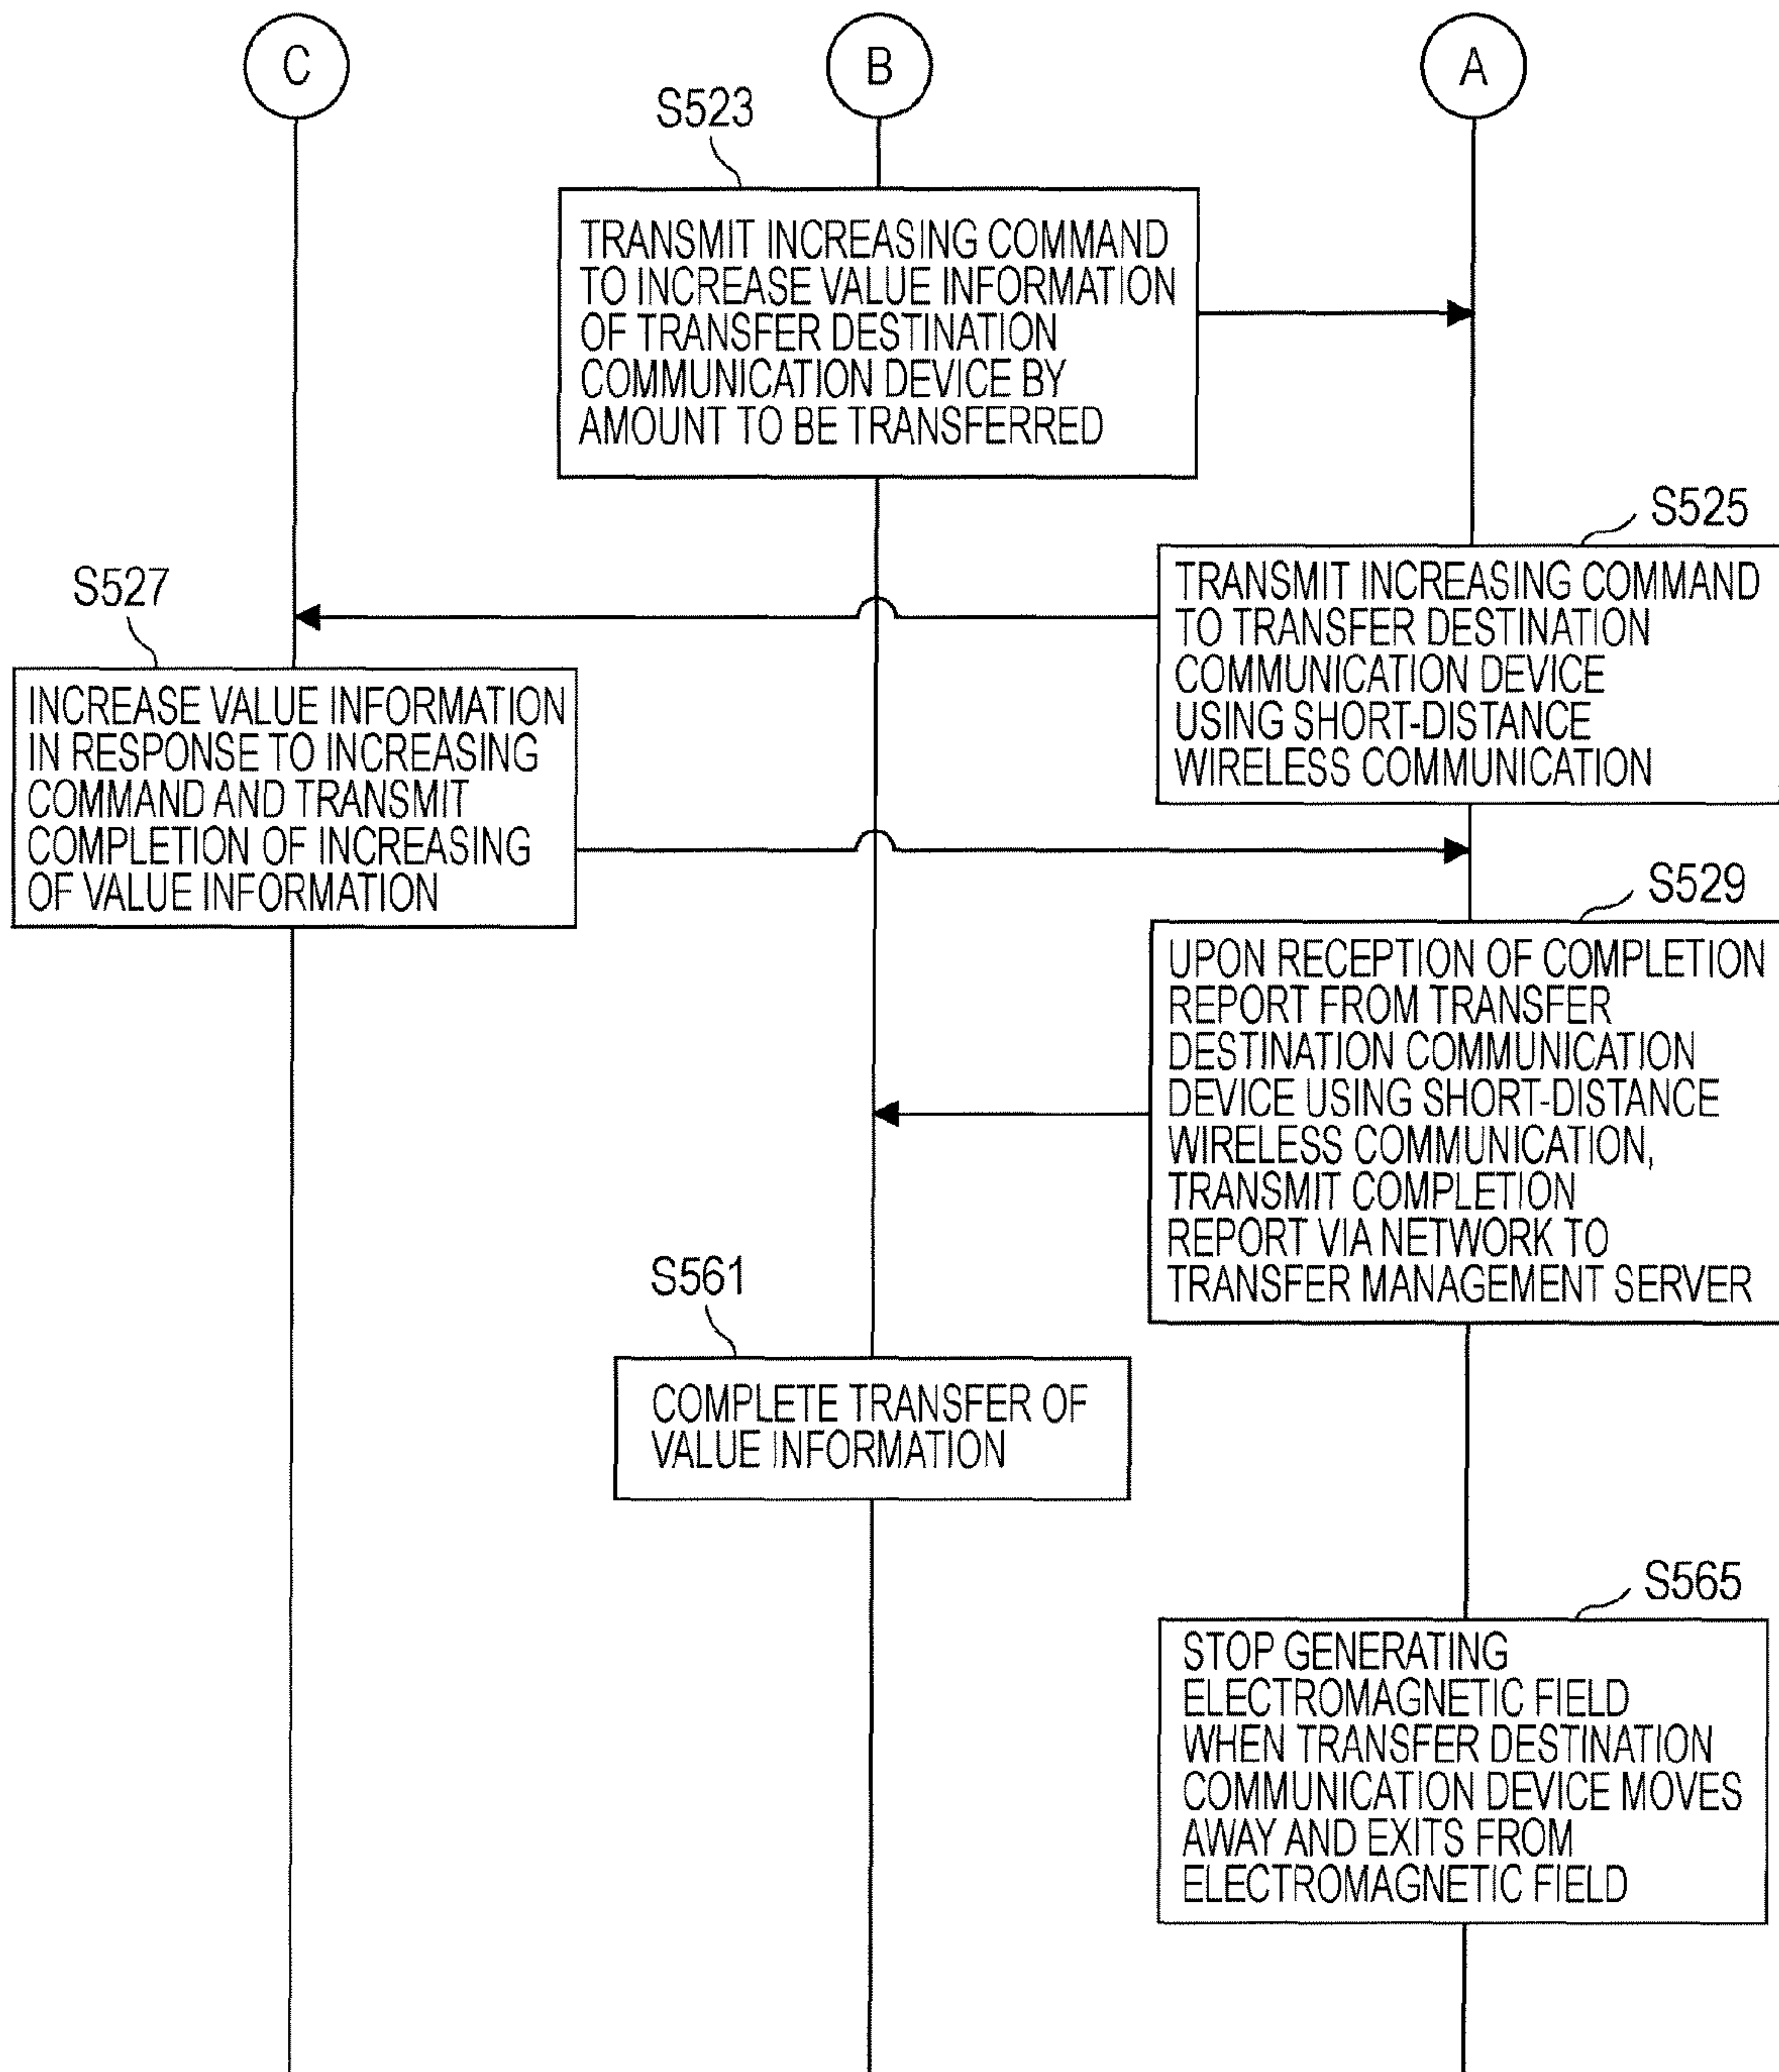 C
B
A
S523
TRANSMIT INCREASING COMMAND
TO INCREASE VALUE INFORMATION
OF TRANSFER DESTINATION
COMMUNICATION DEVICE BY
AMOUNT TO BE TRANSFERRED
S525
TRANSMIT INCREASING COMMAND
TO TRANSFER DESTINATION
COMMUNICATION DEVICE
USING SHORT-DISTANCE
WIRELESS COMMUNICATION
S527
INCREASE VALUE INFORMATION
IN RESPONSE TO INCREASING
COMMAND AND TRANSMIT
COMPLETION OF INCREASING
OF VALUE INFORMATION
S529
UPON RECEPTION OF COMPLETION
REPORT FROM TRANSFER
DESTINATION COMMUNICATION
DEVICE USING SHORT-DISTANCE
WIRELESS COMMUNICATION,
TRANSMIT COMPLETION
REPORT VIA NETWORK TO
TRANSFER MANAGEMENT SERVER
S561
COMPLETE TRANSFER OF
VALUE INFORMATION
S565
STOP GENERATING
ELECTROMAGNETIC FIELD
WHEN TRANSFER DESTINATION
COMMUNICATION DEVICE MOVES
AWAY AND EXITS FROM
ELECTROMAGNETIC FIELD